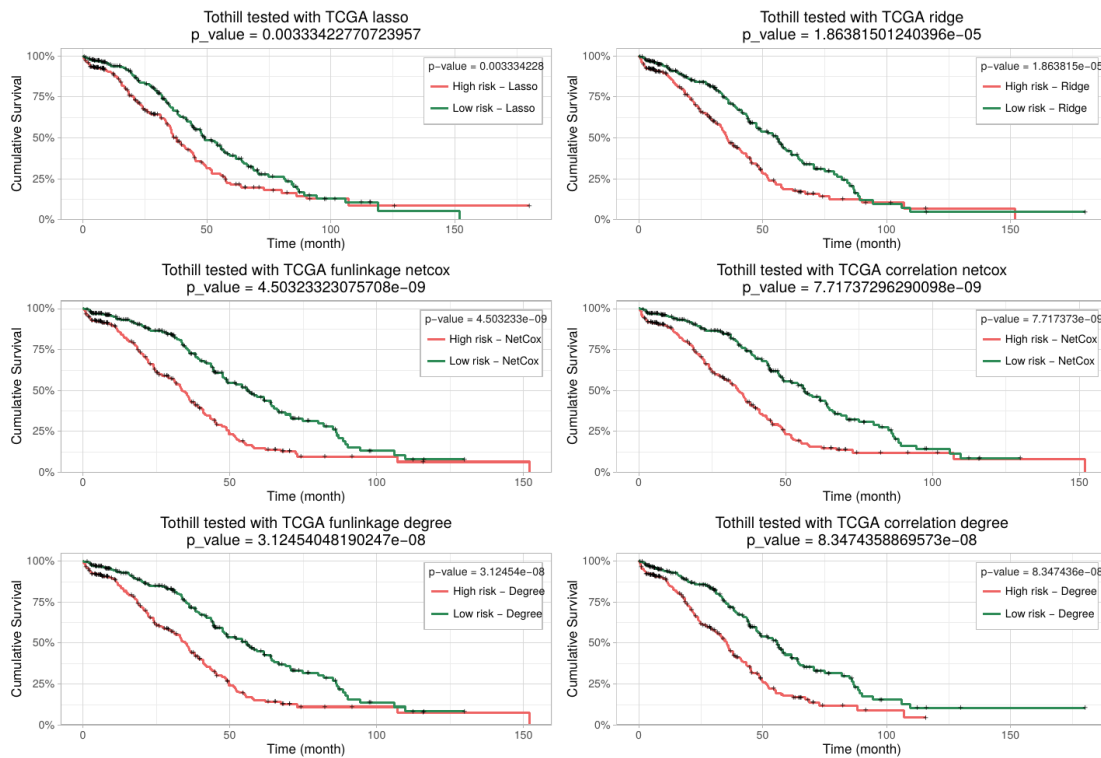 Tothill tested with TCGA lasso
p_value = 0.00333422770723957
Cumulative Survival
100%
75%
50%
25%
0%
p−value = 0.003334228
High risk − Lasso
Low risk − Lasso
0 50 100 150
Time (month)
Tothill tested with TCGA ridge
p_value = 1.86381501240396e−05
Cumulative Survival
100%
75%
50%
25%
0%
p−value = 1.863815e−05
High risk − Ridge
Low risk − Ridge
0 50 100 150
Time (month)
Tothill tested with TCGA funlinkage netcox
p_value = 4.50323323075708e−09
Cumulative Survival
100%
75%
50%
25%
0%
p−value = 4.503233e−09
High risk − NetCox
Low risk − NetCox
0 50 100 150
Time (month)
Tothill tested with TCGA correlation netcox
p_value = 7.71737296290098e−09
Cumulative Survival
100%
75%
50%
25%
0%
p−value = 7.717373e−09
High risk − NetCox
Low risk − NetCox
0 50 100 150
Time (month)
Tothill tested with TCGA funlinkage degree
p_value = 3.12454048190247e−08
Cumulative Survival
100%
75%
50%
25%
0%
p−value = 3.12454e−08
High risk − Degree
Low risk − Degree
0 50 100 150
Time (month)
Tothill tested with TCGA correlation degree
p_value = 8.3474358869573e−08
Cumulative Survival
100%
75%
50%
25%
0%
p−value = 8.347436e−08
High risk − Degree
Low risk − Degree
0 50 100 150
Time (month)